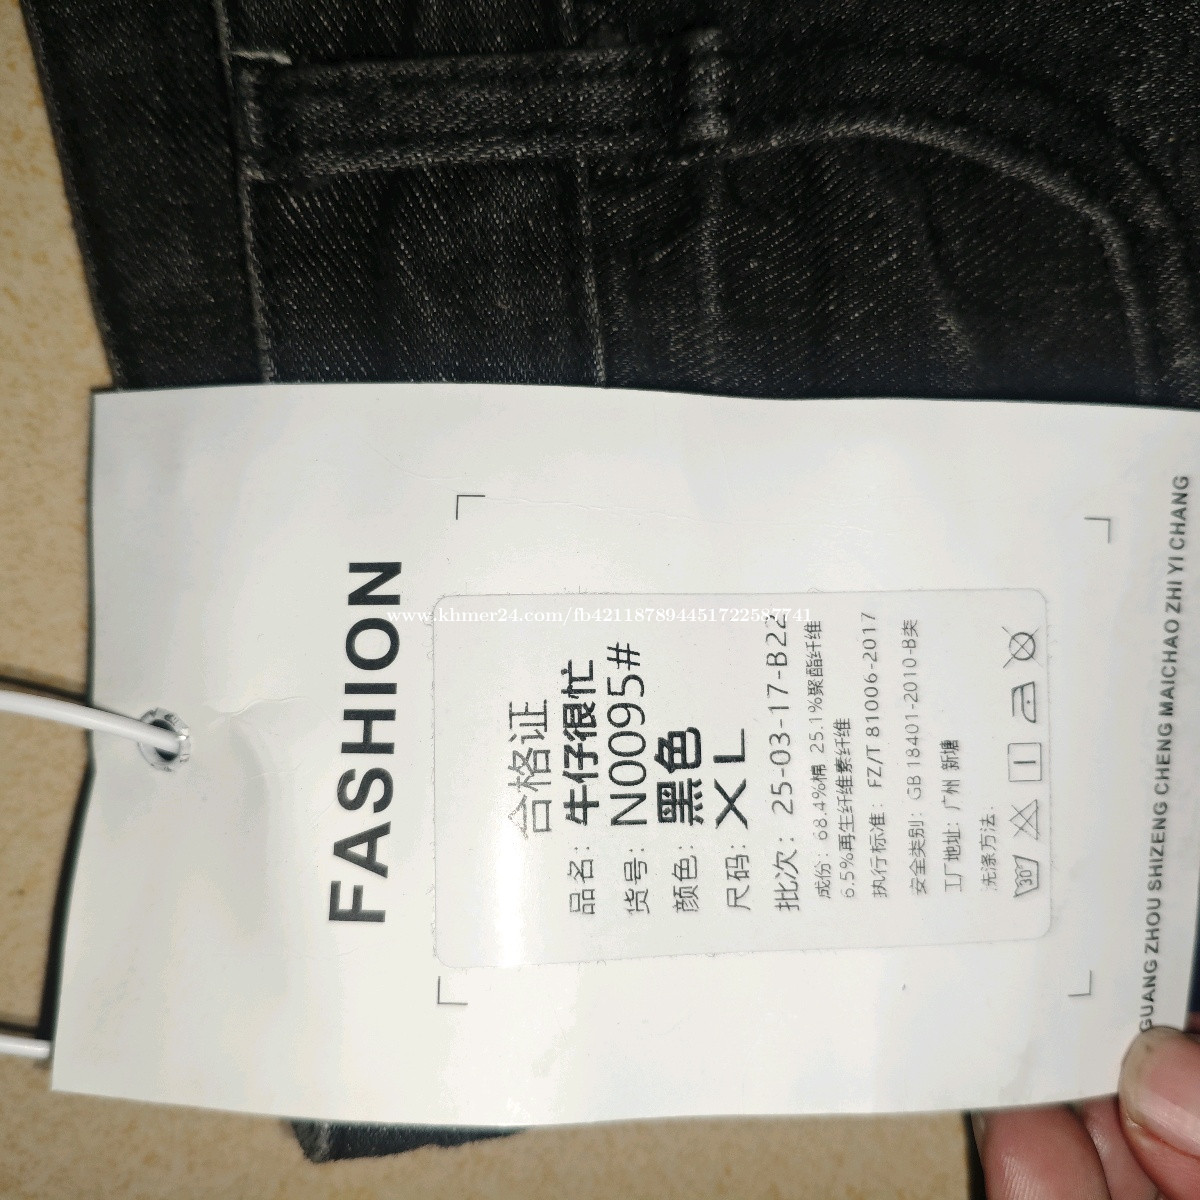 FASHION
合格证
品名：牛仔很忙
货号：N0095#
颜色：黑色
尺码：XL
批次：25-03-17-B22
成份：68.4%棉 25.1%聚酯纤维
6.5%再生纤维素纤维
执行标准：FZ/T 81006-2017
安全类别：GB 18401-2010-B类
工厂地址：广州 新塘
洗涤方法：
30°
GUANG ZHOU SHIZENG CHENG MAICHAO ZHI YI CHANG
www.khmer24.com/fb4211878944517225877​41